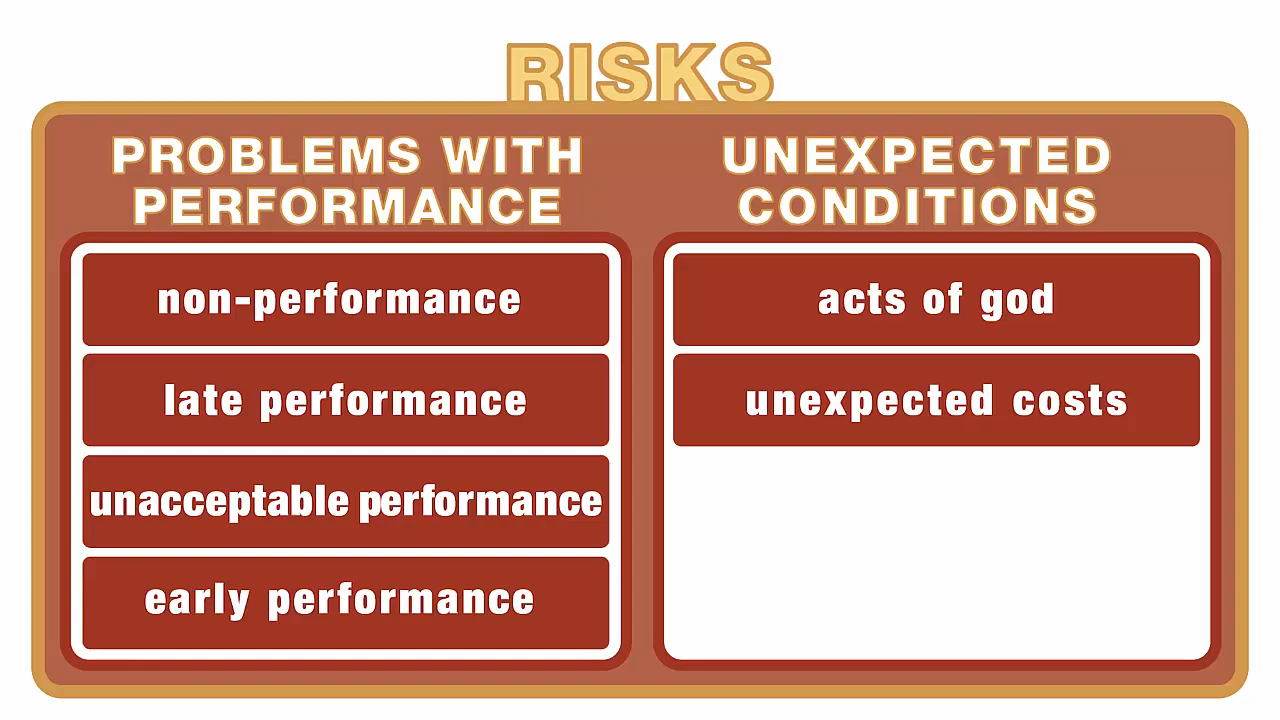 RISKS
PROBLEMS WITH
PERFORMANCE
non-performance
late performance
unacceptable performance
early performance
UNEXPECTED
CONDITIONS
acts of god
unexpected costs